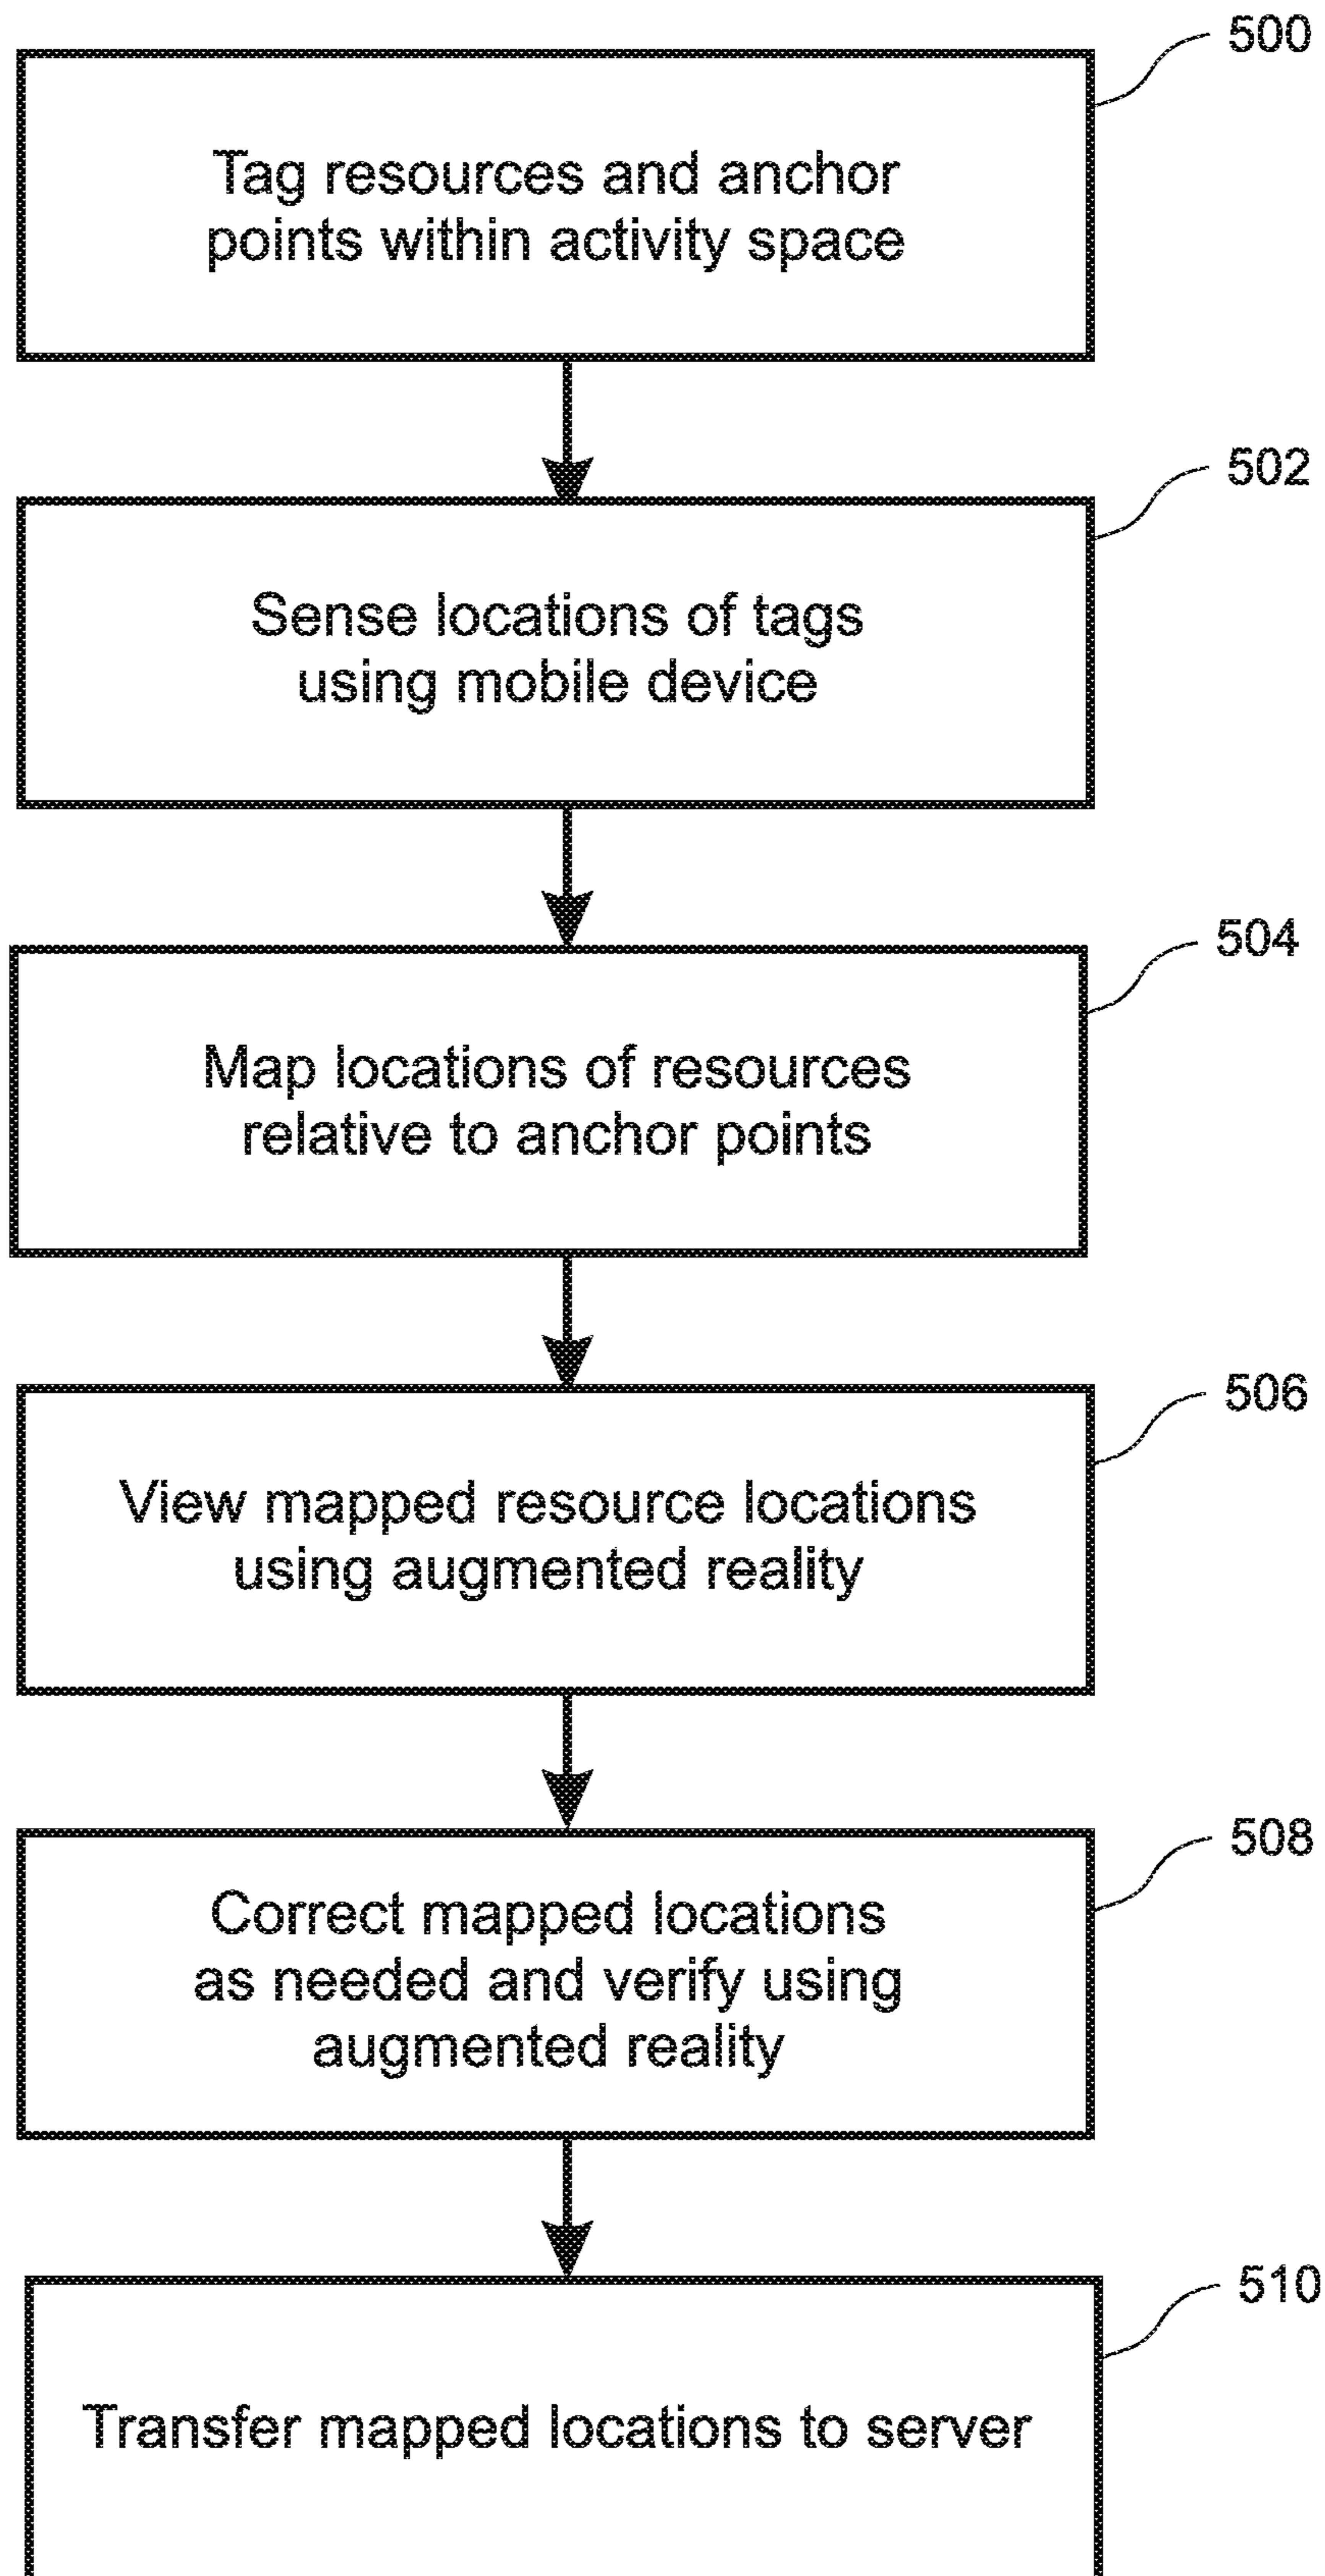 500
Tag resources and anchor
points within activity space
502
Sense locations of tags
using mobile device
504
Map locations of resources
relative to anchor points
506
View mapped resource locations
using augmented reality
508
Correct mapped locations
as needed and verify using
augmented reality
510
Transfer mapped locations to server